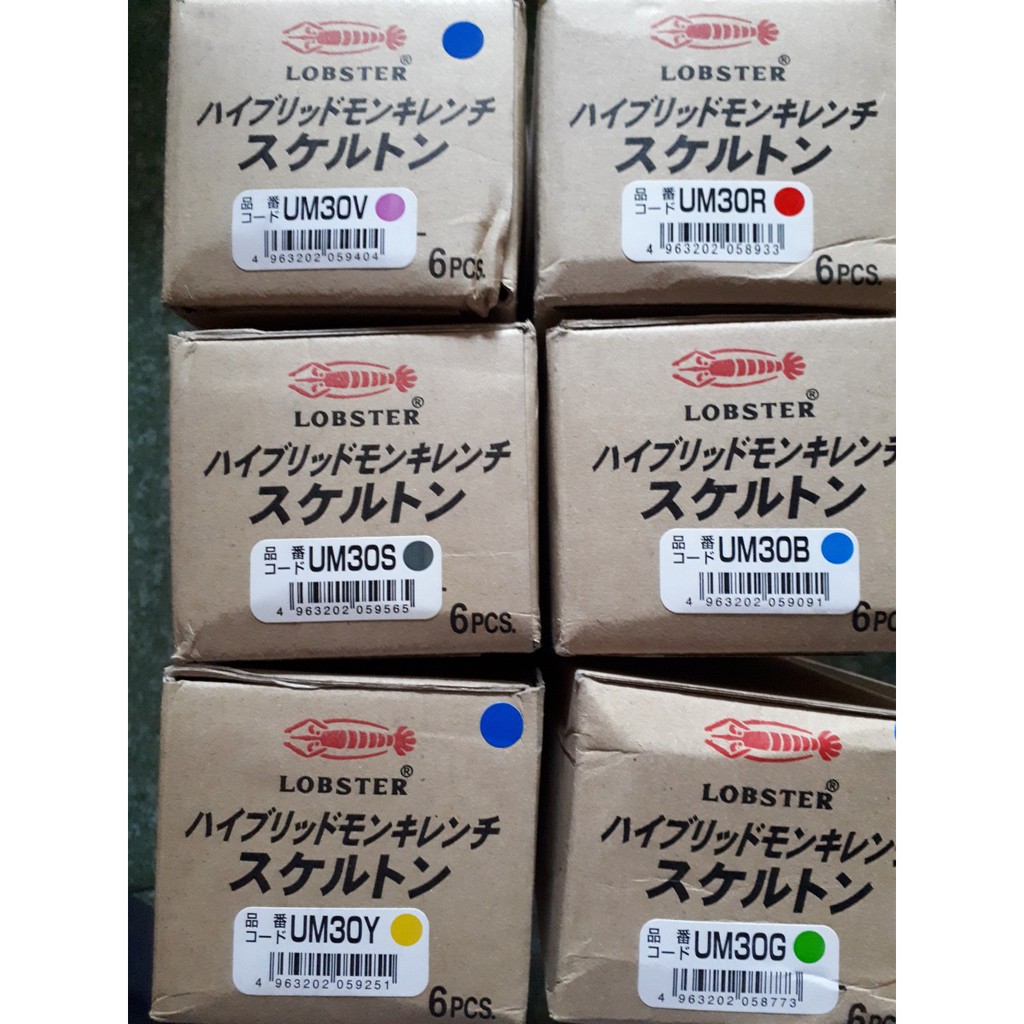 LOBSTER®
ハイブリッドモンキレンチ
スケルトン
品番
コード UM30V
4 963202 059404
6PCS.
LOBSTER®
ハイブリッドモンキレンチ
スケルトン
品番
コード UM30R
4 963202 058933
6PCS.
LOBSTER®
ハイブリッドモンキレンチ
スケルトン
品番
コード UM30S
4 963202 059565
6PCS.
LOBSTER®
ハイブリッドモンキレンチ
スケルトン
品番
コード UM30B
4 963202 059091
6PC
LOBSTER®
ハイブリッドモンキレンチ
スケルトン
品番
コード UM30Y
4 963202 059251
6PCS.
LOBSTER®
ハイブリッドモンキレン
スケルトン
品番
コード UM30G
4 963202 058773
6PC